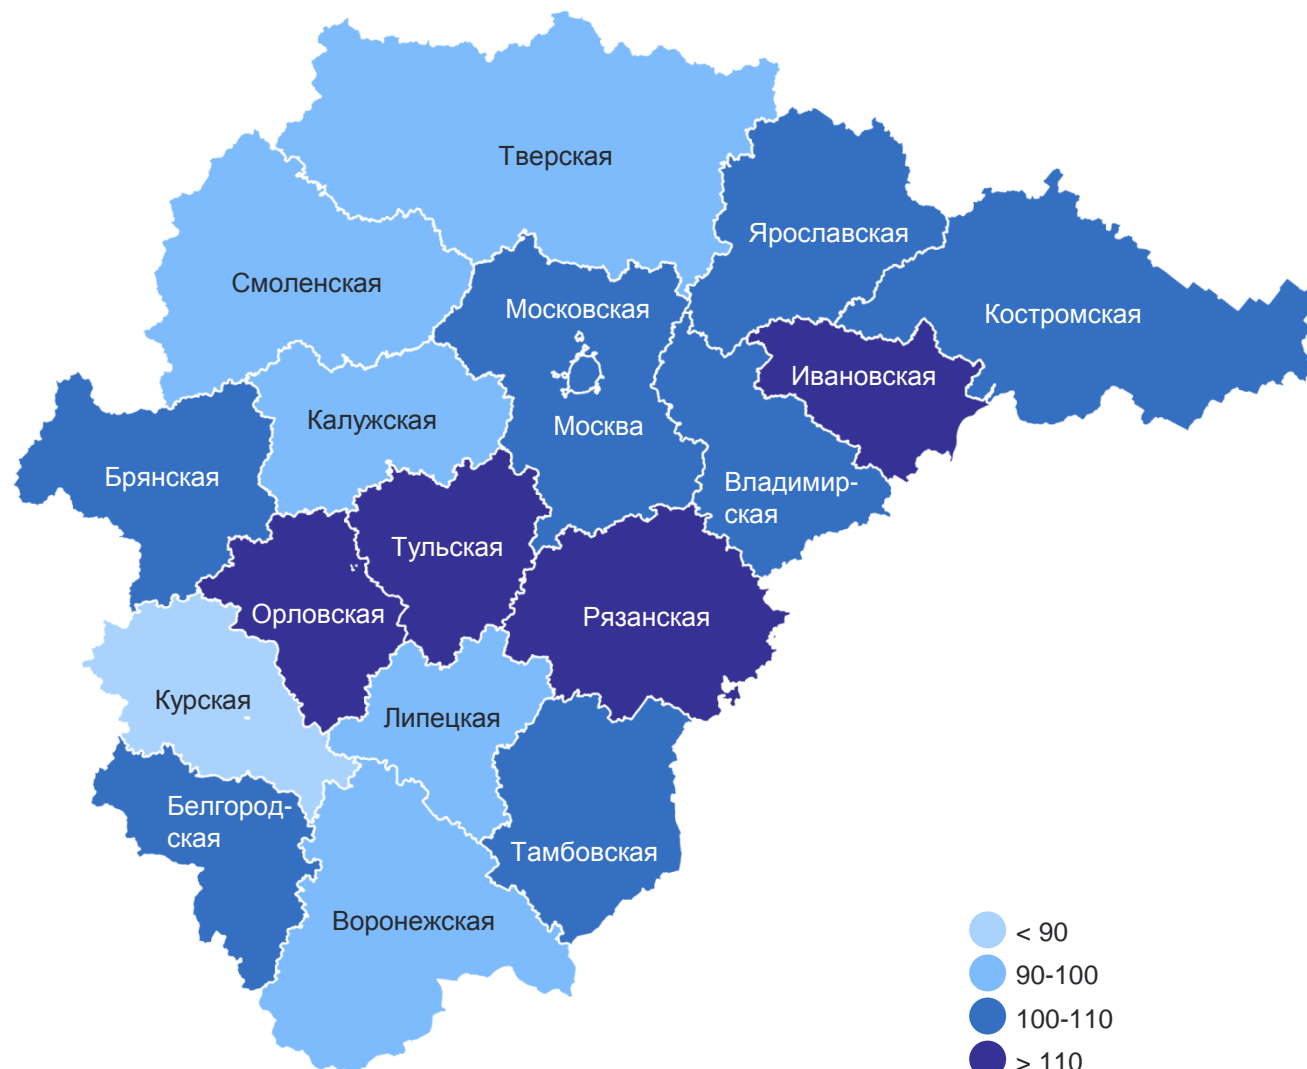 Тверская
Ярославская
Смоленская
Московская
Костромская
Ивановская
Калужская
Москва
Брянская
Владимир-
ская
Тульская
Орловская
Рязанская
Курская
Липецкая
Белгород-
ская
Тамбовская
Воронежская
< 90
90-100
100-110
> 110